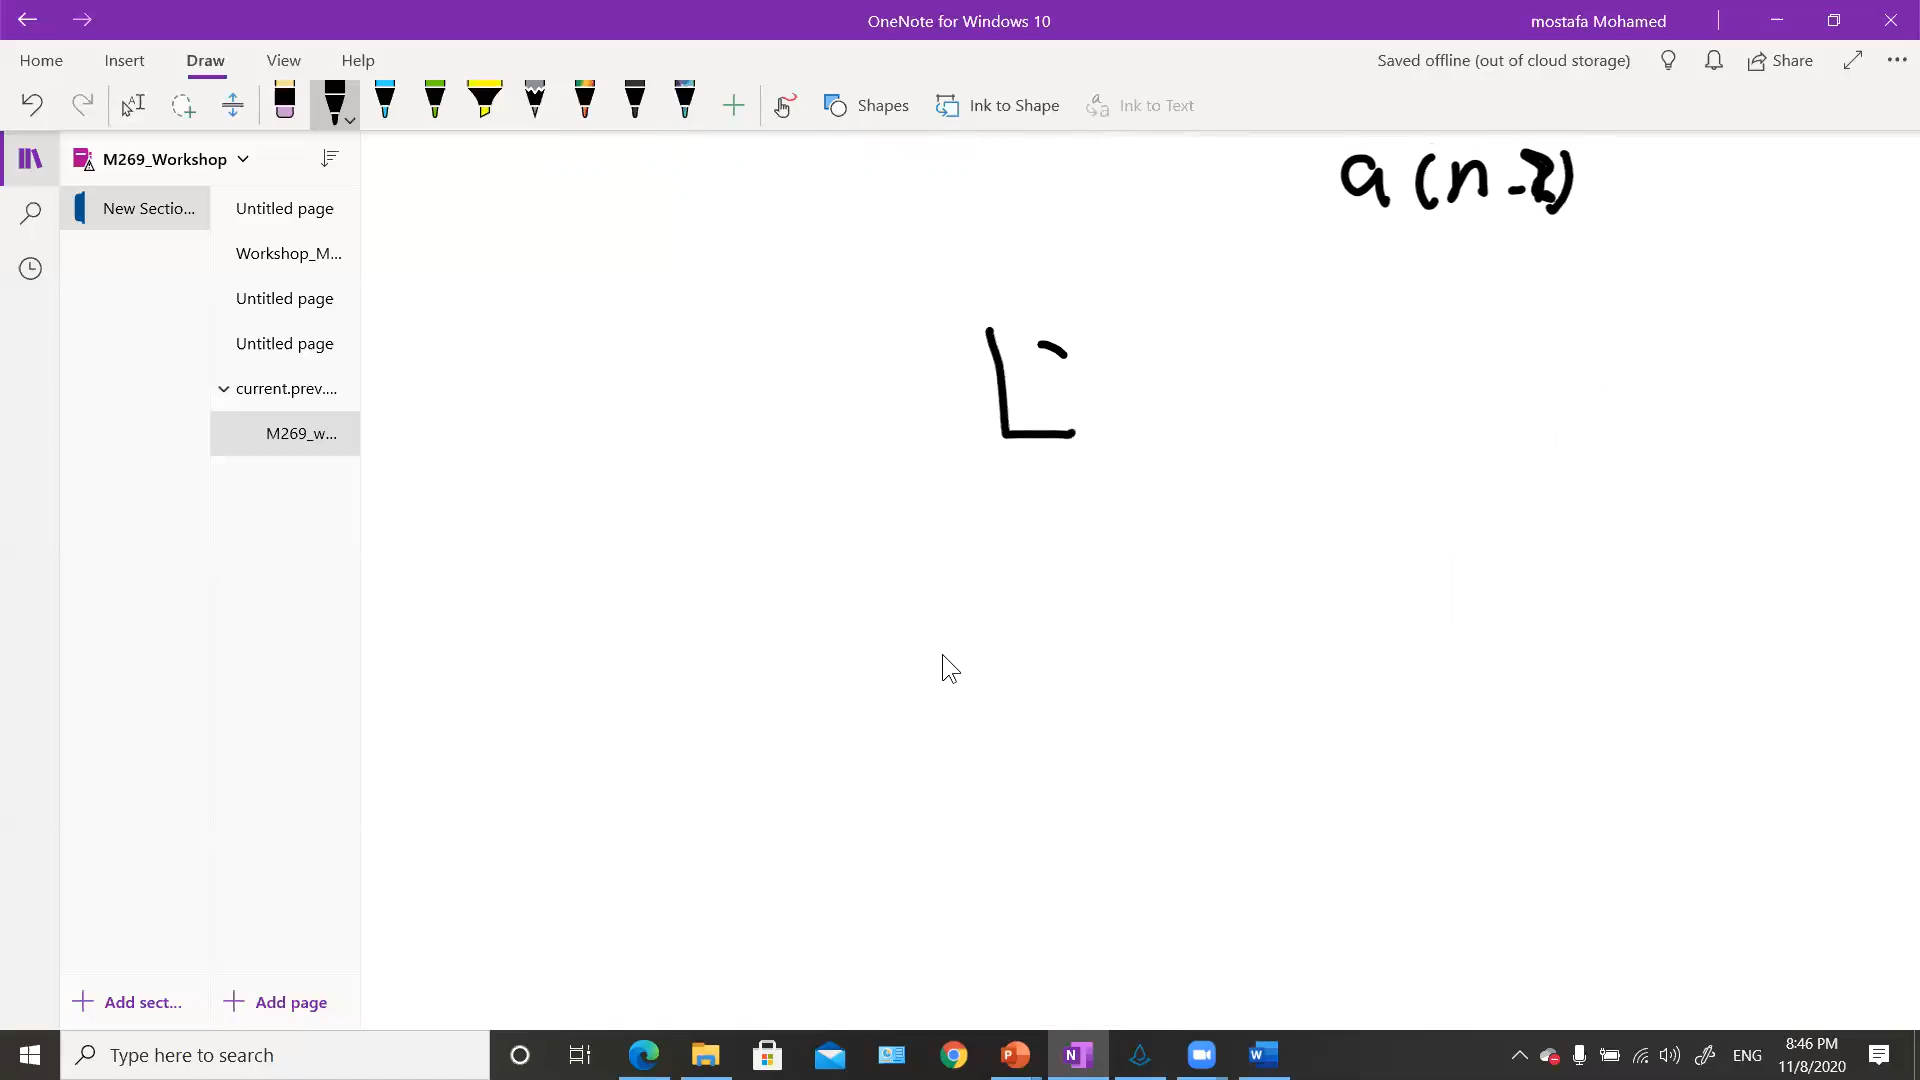 OneNote for Windows 10
mostafa Mohamed
Home Insert Draw View Help
Saved offline (out of cloud storage)
Share
Shapes
Ink to Shape
Ink to Text
M269_Workshop
New Sectio...
Untitled page
Workshop_M...
Untitled page
Untitled page
current.prev....
M269_w...
a (n -2)
Add sect...
Add page
Type here to search
ENG
8:46 PM
11/8/2020